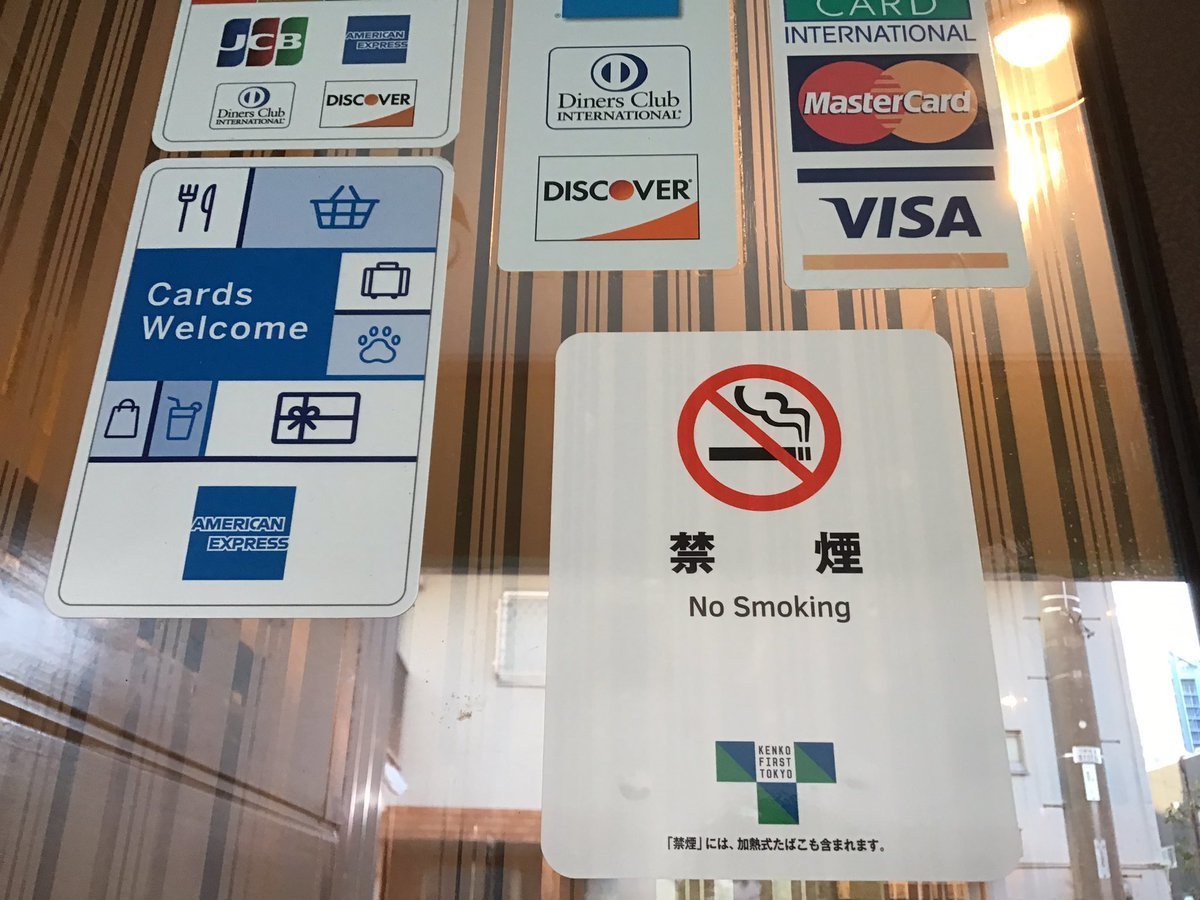 JCB
AMERICAN
EXPRESS
Diners Club
INTERNATIONAL
DISCOVER
Diners Club
INTERNATIONAL
DISCOVER
CARD
INTERNATIONAL
MasterCard
VISA
Cards
Welcome
AMERICAN
EXPRESS
禁 煙
No Smoking
KENKO
FIRST
TOKYO
「禁煙」には、加熱式たばこも含まれます。